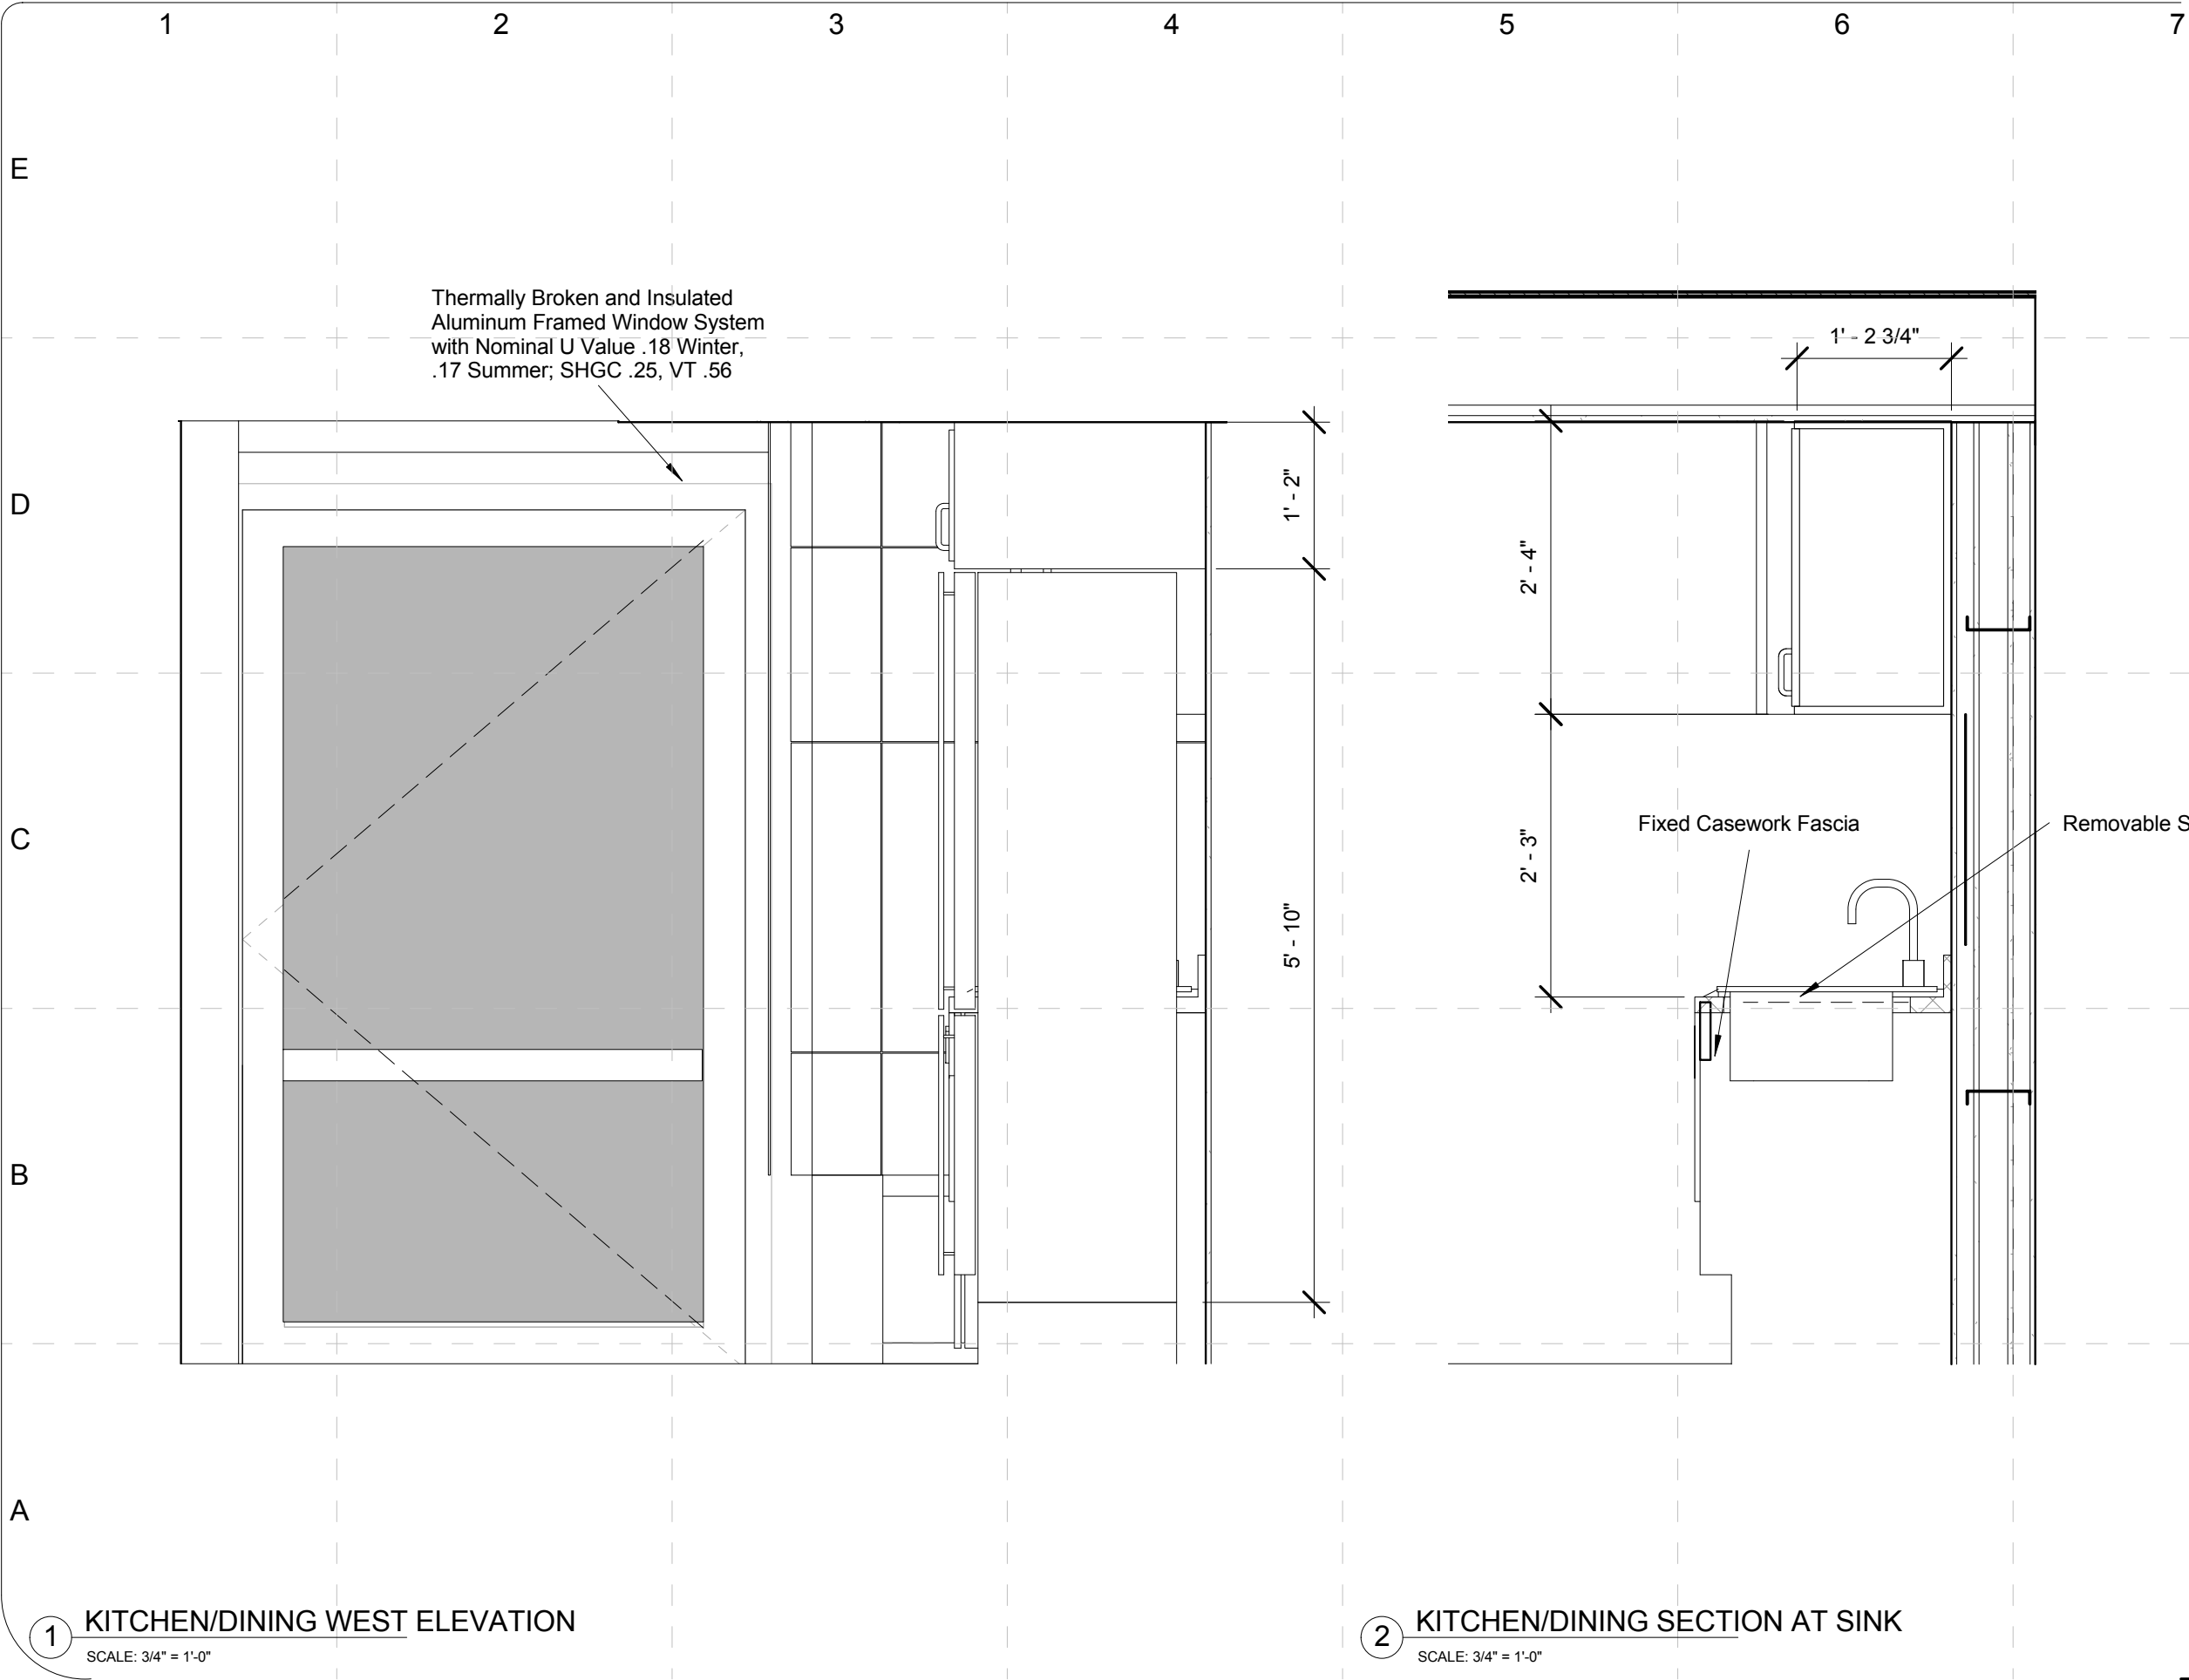 1 2 3 4 5 6 7
E
D
C
B
A
Thermally Broken and Insulated
Aluminum Framed Window System
with Nominal U Value .18 Winter,
.17 Summer; SHGC .25, VT .56
1' - 2"
5' - 10"
1' - 2 3/4"
2' - 4"
2' - 3"
Fixed Casework Fascia
Removable S
1 KITCHEN/DINING WEST ELEVATION
SCALE: 3/4" = 1'-0"
2 KITCHEN/DINING SECTION AT SINK
SCALE: 3/4" = 1'-0"